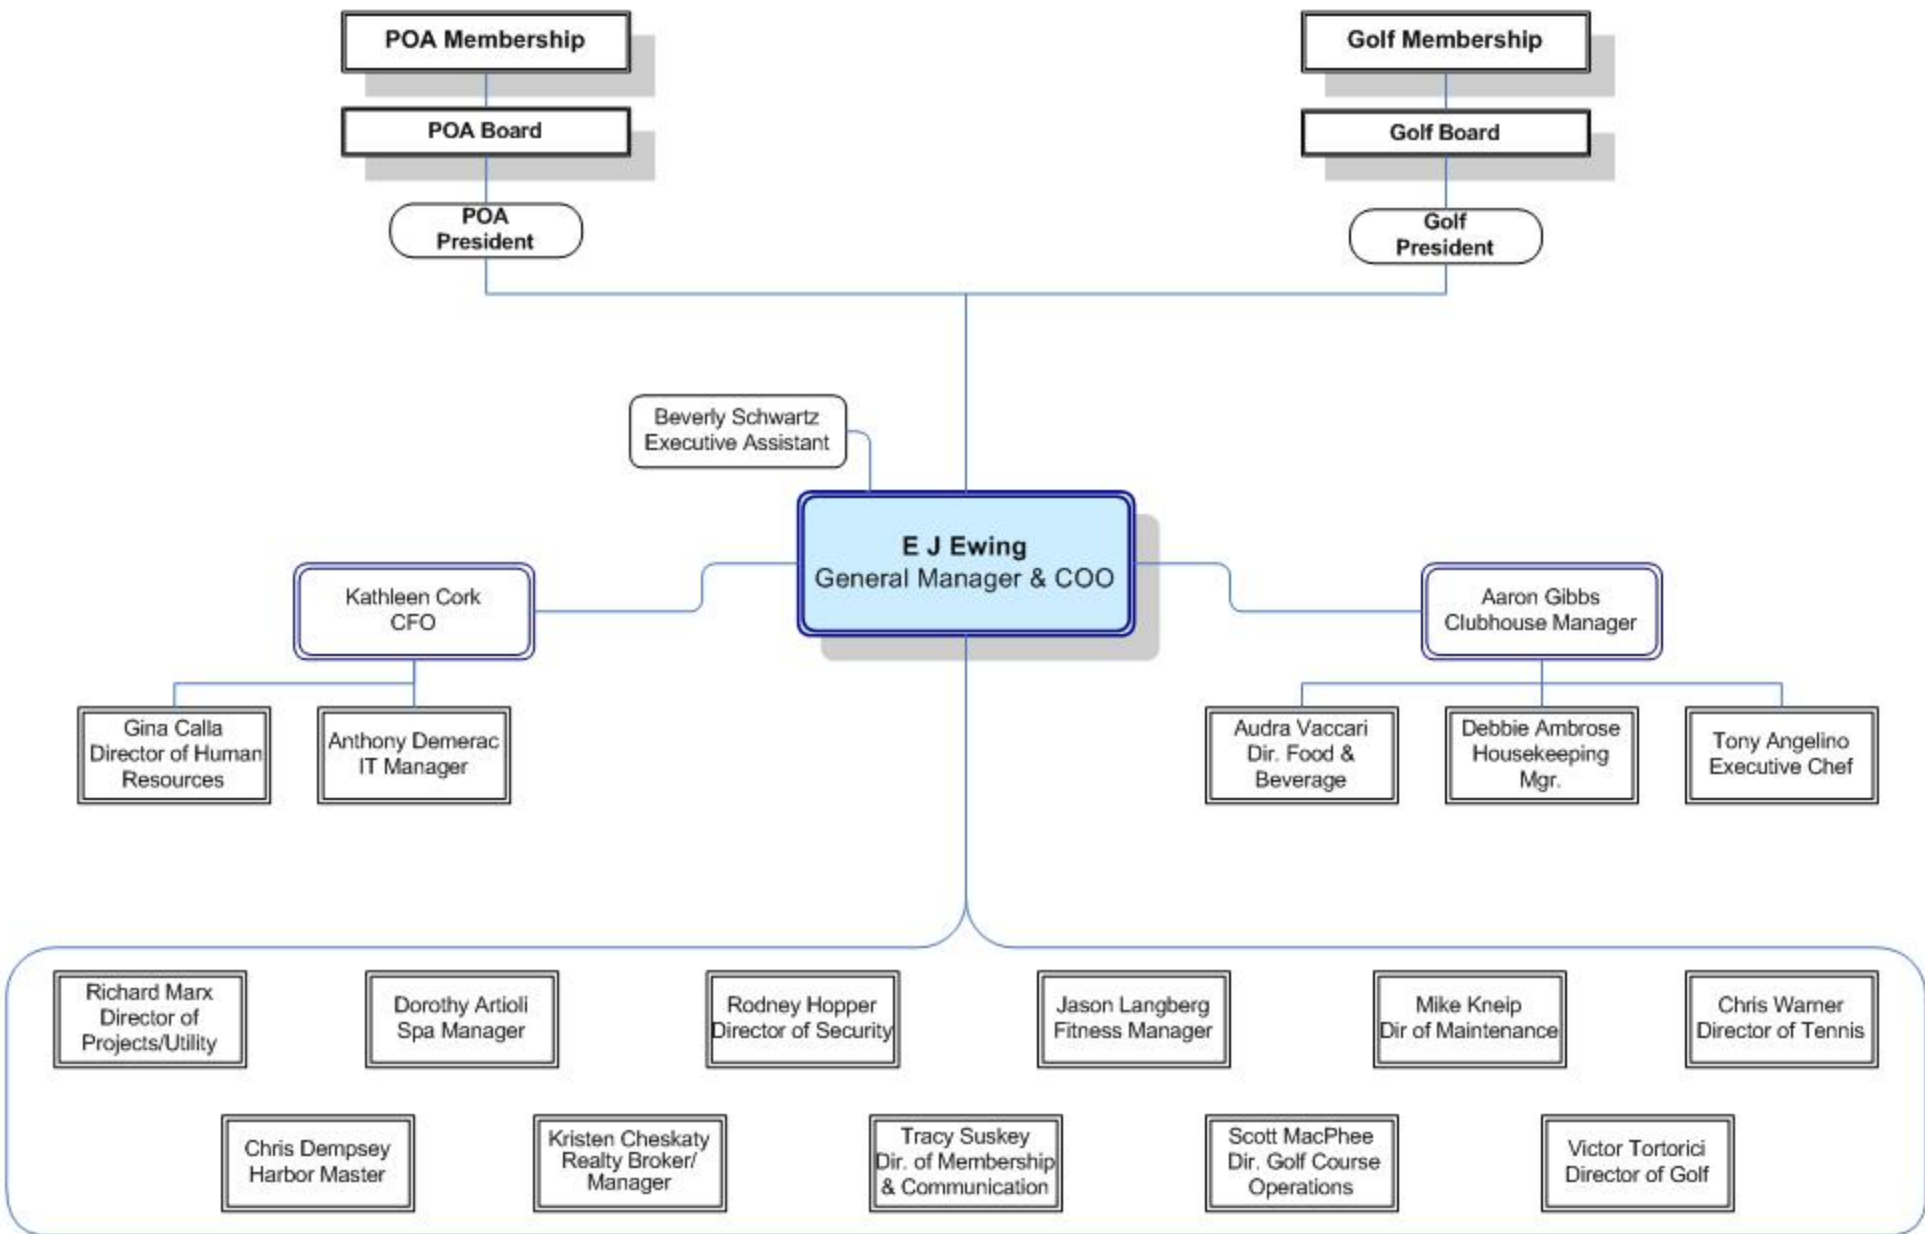 POA Membership
Golf Membership
POA Board
Golf Board
POA
President
Golf
President
Beverly Schwartz
Executive Assistant
E J Ewing
General Manager & COO
Kathleen Cork
CFO
Aaron Gibbs
Clubhouse Manager
Gina Calla
Director of Human
Resources
Anthony Demerac
IT Manager
Audra Vaccari
Dir. Food &
Beverage
Debbie Ambrose
Housekeeping
Mgr.
Tony Angelino
Executive Chef
Richard Marx
Director of
Projects/Utility
Dorothy Artioli
Spa Manager
Rodney Hopper
Director of Security
Jason Langberg
Fitness Manager
Mike Kneip
Dir of Maintenance
Chris Warner
Director of Tennis
Chris Dempsey
Harbor Master
Kristen Cheskaty
Realty Broker/
Manager
Tracy Suskey
Dir. of Membership
& Communication
Scott MacPhee
Dir. Golf Course
Operations
Victor Tortorici
Director of Golf